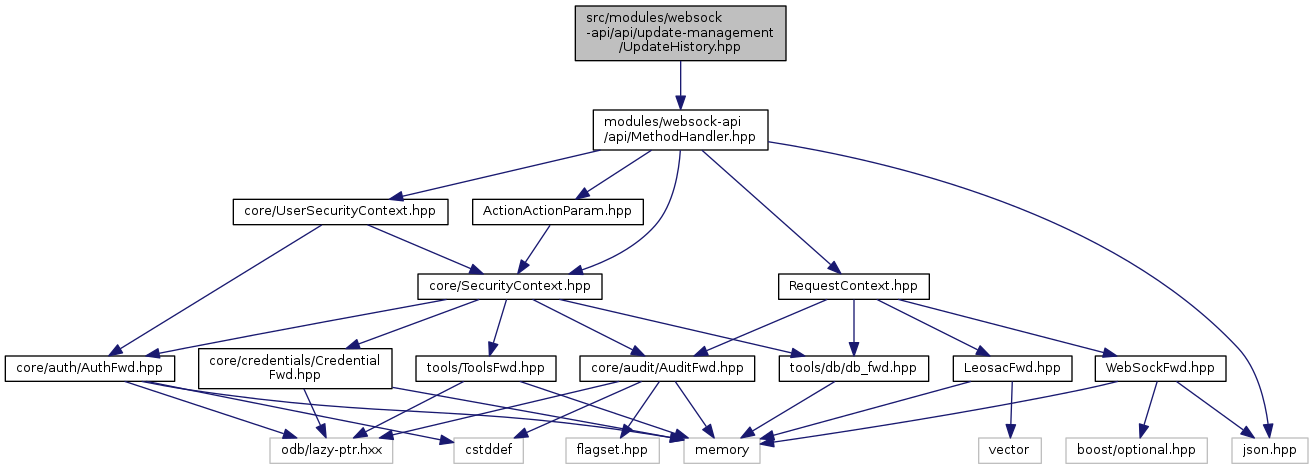 src/modules/websock
-api/api/update-management
/UpdateHistory.hpp
modules/websock-api
/api/MethodHandler.hpp
core/UserSecurityContext.hpp
ActionActionParam.hpp
core/SecurityContext.hpp
RequestContext.hpp
core/auth/AuthFwd.hpp
core/credentials/Credential
Fwd.hpp
tools/ToolsFwd.hpp
core/audit/AuditFwd.hpp
tools/db/db_fwd.hpp
LeosacFwd.hpp
WebSockFwd.hpp
odb/lazy-ptr.hxx
cstddef
flagset.hpp
memory
vector
boost/optional.hpp
json.hpp